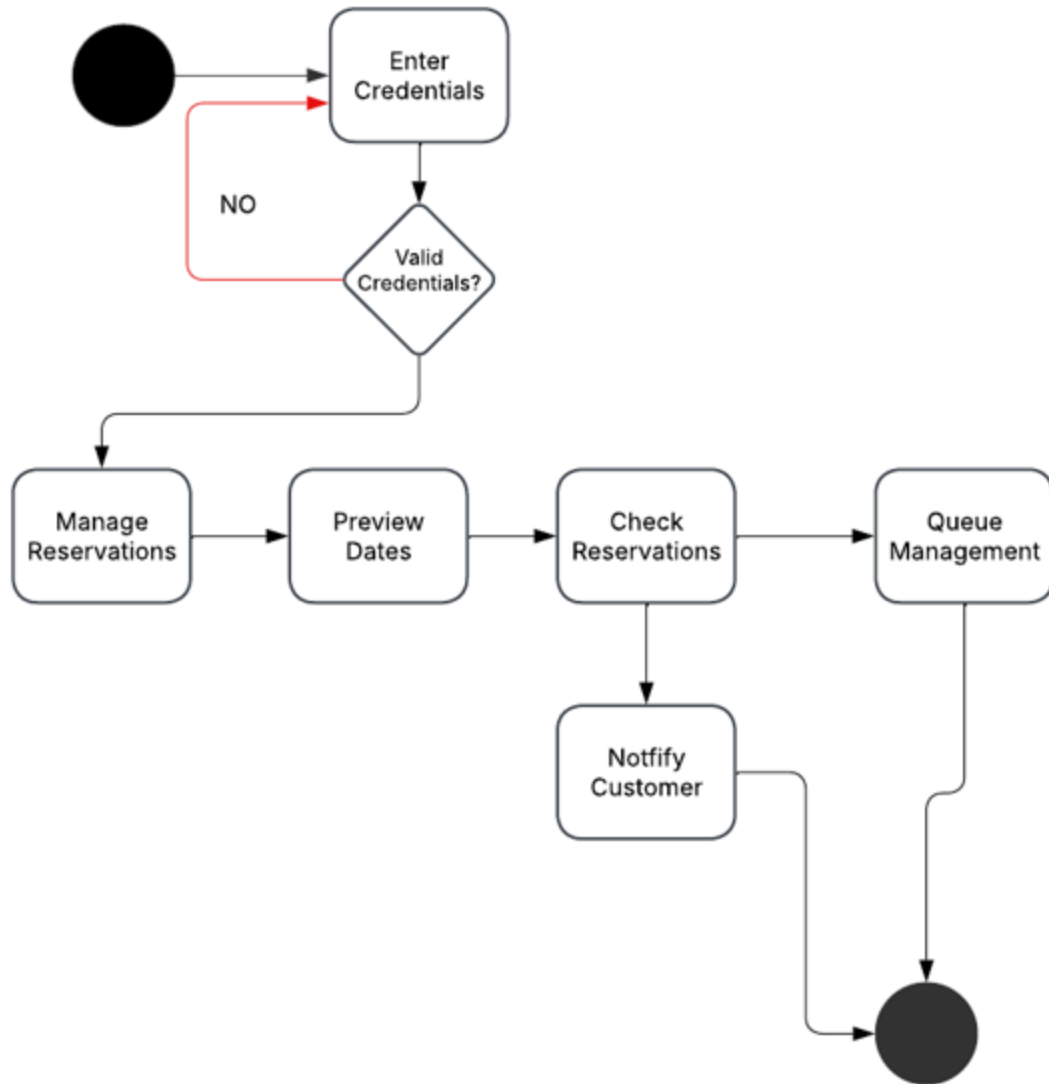 Enter
Credentials
NO
Valid
Credentials?
Manage
Reservations
Preview
Dates
Check
Reservations
Queue
Management
Notfify
Customer